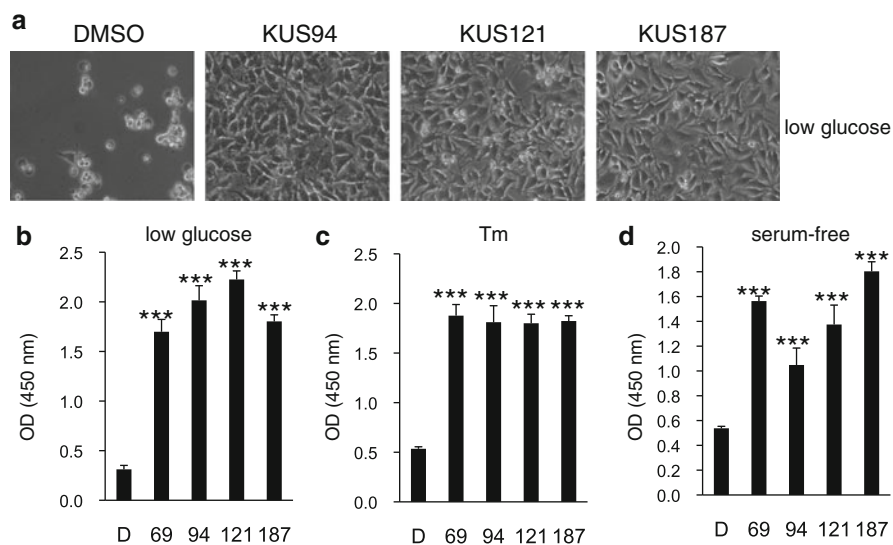 a
DMSO KUS94 KUS121 KUS187
low glucose
b
low glucose
OD (450 nm)
2.5
2.0
1.5
1.0
0.5
0.0
***
***
***
***
D 69 94 121 187
c
Tm
OD (450 nm)
2.5
2.0
1.5
1.0
0.5
0.0
***
***
***
***
D 69 94 121 187
d
serum-free
OD (450 nm)
2.0
1.8
1.6
1.4
1.2
1.0
0.8
0.6
0.4
0.2
0.0
***
***
***
***
D 69 94 121 187